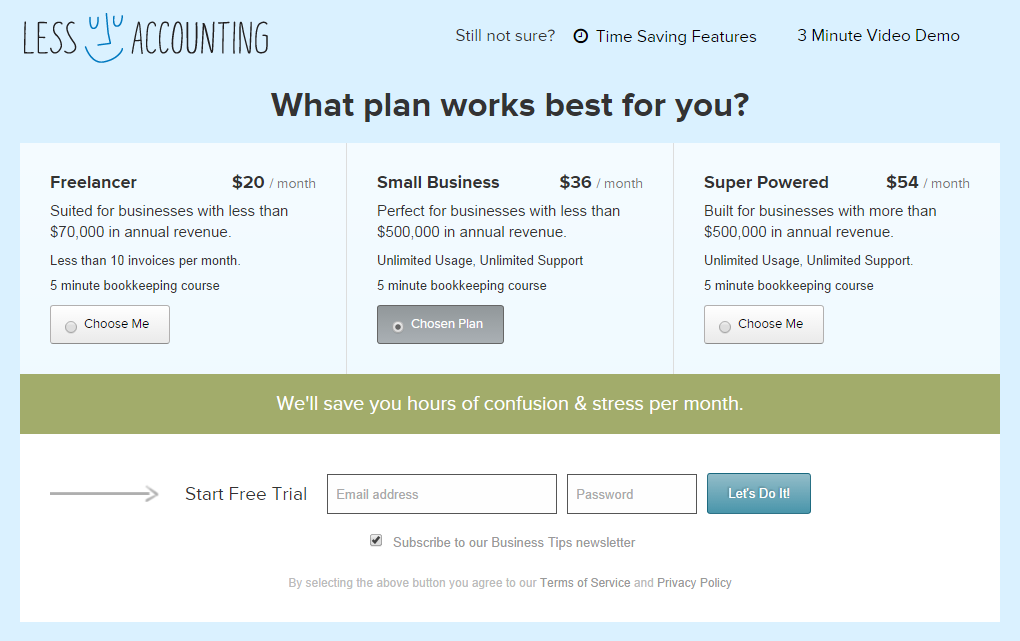 LESS ACCOUNTING
Still not sure? Time Saving Features 3 Minute Video Demo
What plan works best for you?
Freelancer $20 / month
Suited for businesses with less than
$70,000 in annual revenue.
Less than 10 invoices per month.
5 minute bookkeeping course
Choose Me
Small Business $36 / month
Perfect for businesses with less than
$500,000 in annual revenue.
Unlimited Usage, Unlimited Support
5 minute bookkeeping course
Chosen Plan
Super Powered $54 / month
Built for businesses with more than
$500,000 in annual revenue.
Unlimited Usage, Unlimited Support.
5 minute bookkeeping course
Choose Me
We'll save you hours of confusion & stress per month.
Start Free Trial Email address Password Let's Do It!
Subscribe to our Business Tips newsletter
By selecting the above button you agree to our Terms of Service and Privacy Policy